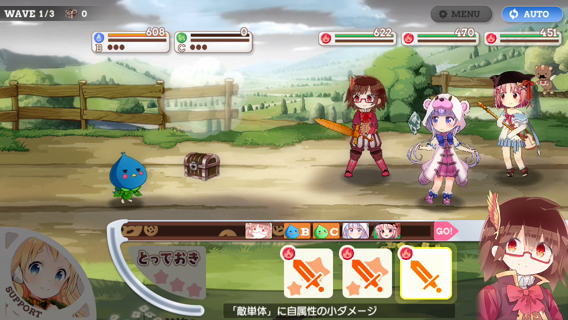 WAVE 1/3 0
MENU
AUTO
608
B
0
C
622
470
451
B C GO!
とっておき
SUPPORT
「敵単体」に自属性の小ダメージ